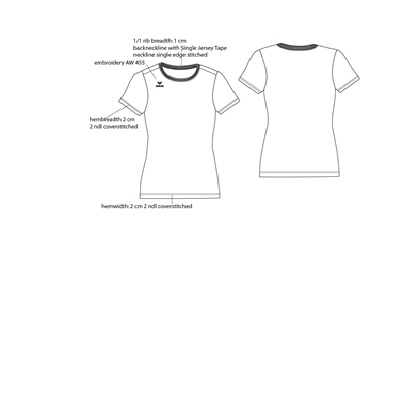 1/1 rib breadth: 1 cm
backneckline with Single Jersey Tape
neckline single edge stitched
embroidery AW 455
hembreadth: 2 cm
2 ndl coverstitched
hemwidth: 2 cm 2 ndl coverstitched